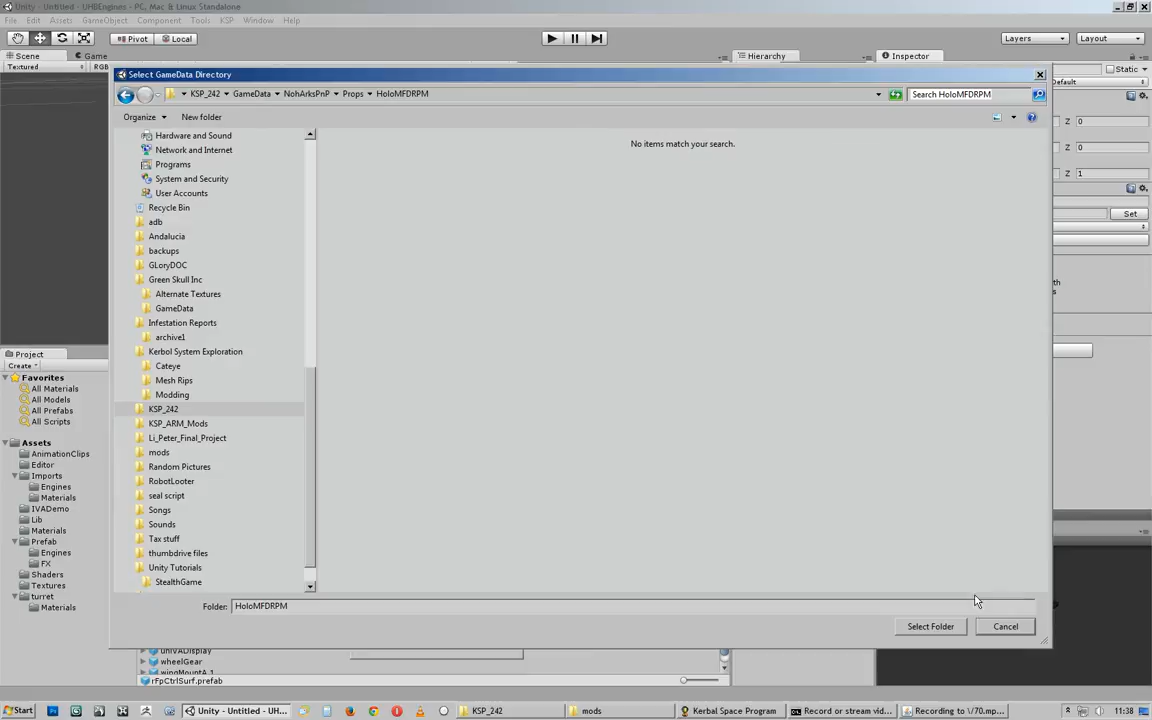 Unity - Untitled - UHBEngines - PC, Mac & Linux Standalone
File Edit Assets GameObject Component Tools KSP Window Help
Pivot Local Layers Layout
Scene Game Hierarchy Inspector
Textured RGB
Static
Default
Select GameData Directory
KSP_242 GameData NohArksPnP Props HoloMFDRPM Search HoloMFDRPM
Organize New folder
No items match your search.
Hardware and Sound
Network and Internet
Programs
System and Security
User Accounts
Recycle Bin
adb
Andalucia
backups
GLoryDOC
Green Skull Inc
Alternate Textures
GameData
Infestation Reports
archive1
Kerbol System Exploration
Cateye
Mesh Rips
Modding
KSP_242
KSP_ARM_Mods
Li_Peter_Final_Project
mods
Random Pictures
RobotLooter
seal script
Songs
Sounds
Tax stuff
thumbdrive files
Unity Tutorials
StealthGame
Folder: HoloMFDRPM
Select Folder Cancel
Z 0
Z 0
Z 1
Set
Project
Create
Favorites
All Materials
All Models
All Prefabs
All Scripts
Assets
AnimationClips
Editor
Imports
Engines
Materials
IVADemo
Lib
Materials
Prefab
Engines
FX
Shaders
Textures
turret
Materials
wheelGear
wingMountA 1
rFpCtrlSurf.prefab
Start Unity - Untitled - UH... KSP_242 mods Kerbal Space Program Record or stream vid... Recording to \/70.mp... 11:38